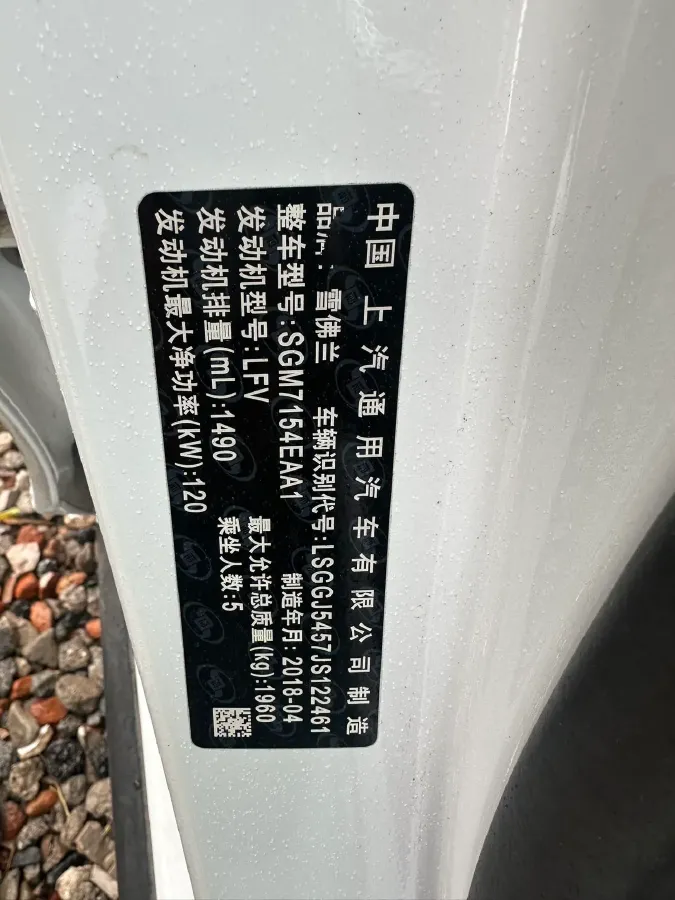 中国 上汽通用汽车有限公司制造
品牌: 雪佛兰 车辆识别代号:LSGGJ5457JS122461
整车型号:SGM7154EAA1 制造年月:2018-04
发动机型号:LFV 最大允许总质量(kg):1960
发动机排量(mL):1490 乘坐人数:5
发动机最大净功率(kW):120